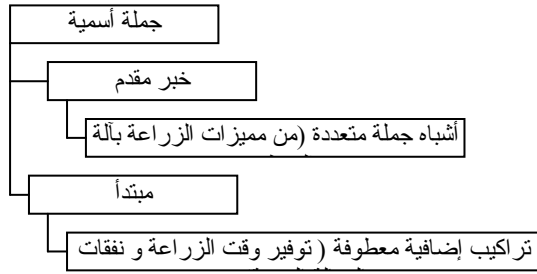 جملة أسمية
خبر مقدم
أشباه جملة متعددة (من مميزات الزراعة بآلة
مبتدأ
تراكيب إضافية معطوفة ( توفير وقت الزراعة و نفقات